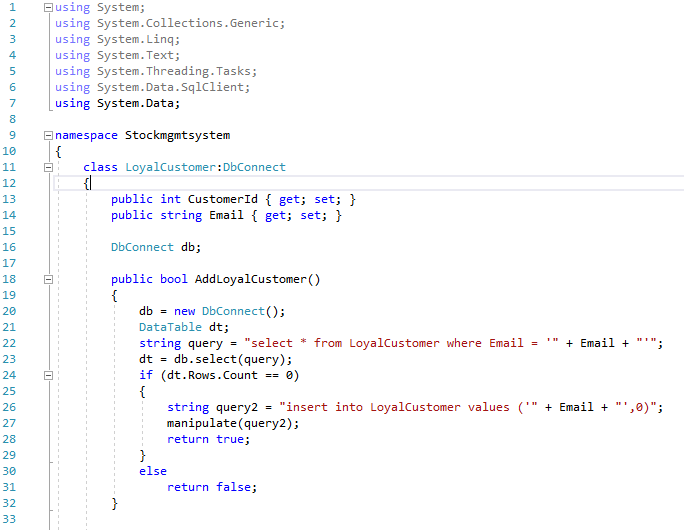 1 using System;
2 using System.Collections.Generic;
3 using System.Linq;
4 using System.Text;
5 using System.Threading.Tasks;
6 using System.Data.SqlClient;
7 using System.Data;
8
9 namespace Stockmgmtsystem
10 {
11     class LoyalCustomer:DbConnect
12     {
13         public int CustomerId { get; set; }
14         public string Email { get; set; }
15
16         DbConnect db;
17
18         public bool AddLoyalCustomer()
19         {
20             db = new DbConnect();
21             DataTable dt;
22             string query = "select * from LoyalCustomer where Email = '" + Email + "'";
23             dt = db.select(query);
24             if (dt.Rows.Count == 0)
25             {
26                 string query2 = "insert into LoyalCustomer values ('" + Email + "',0)";
27                 manipulate(query2);
28                 return true;
29             }
30             else
31                 return false;
32         }
33